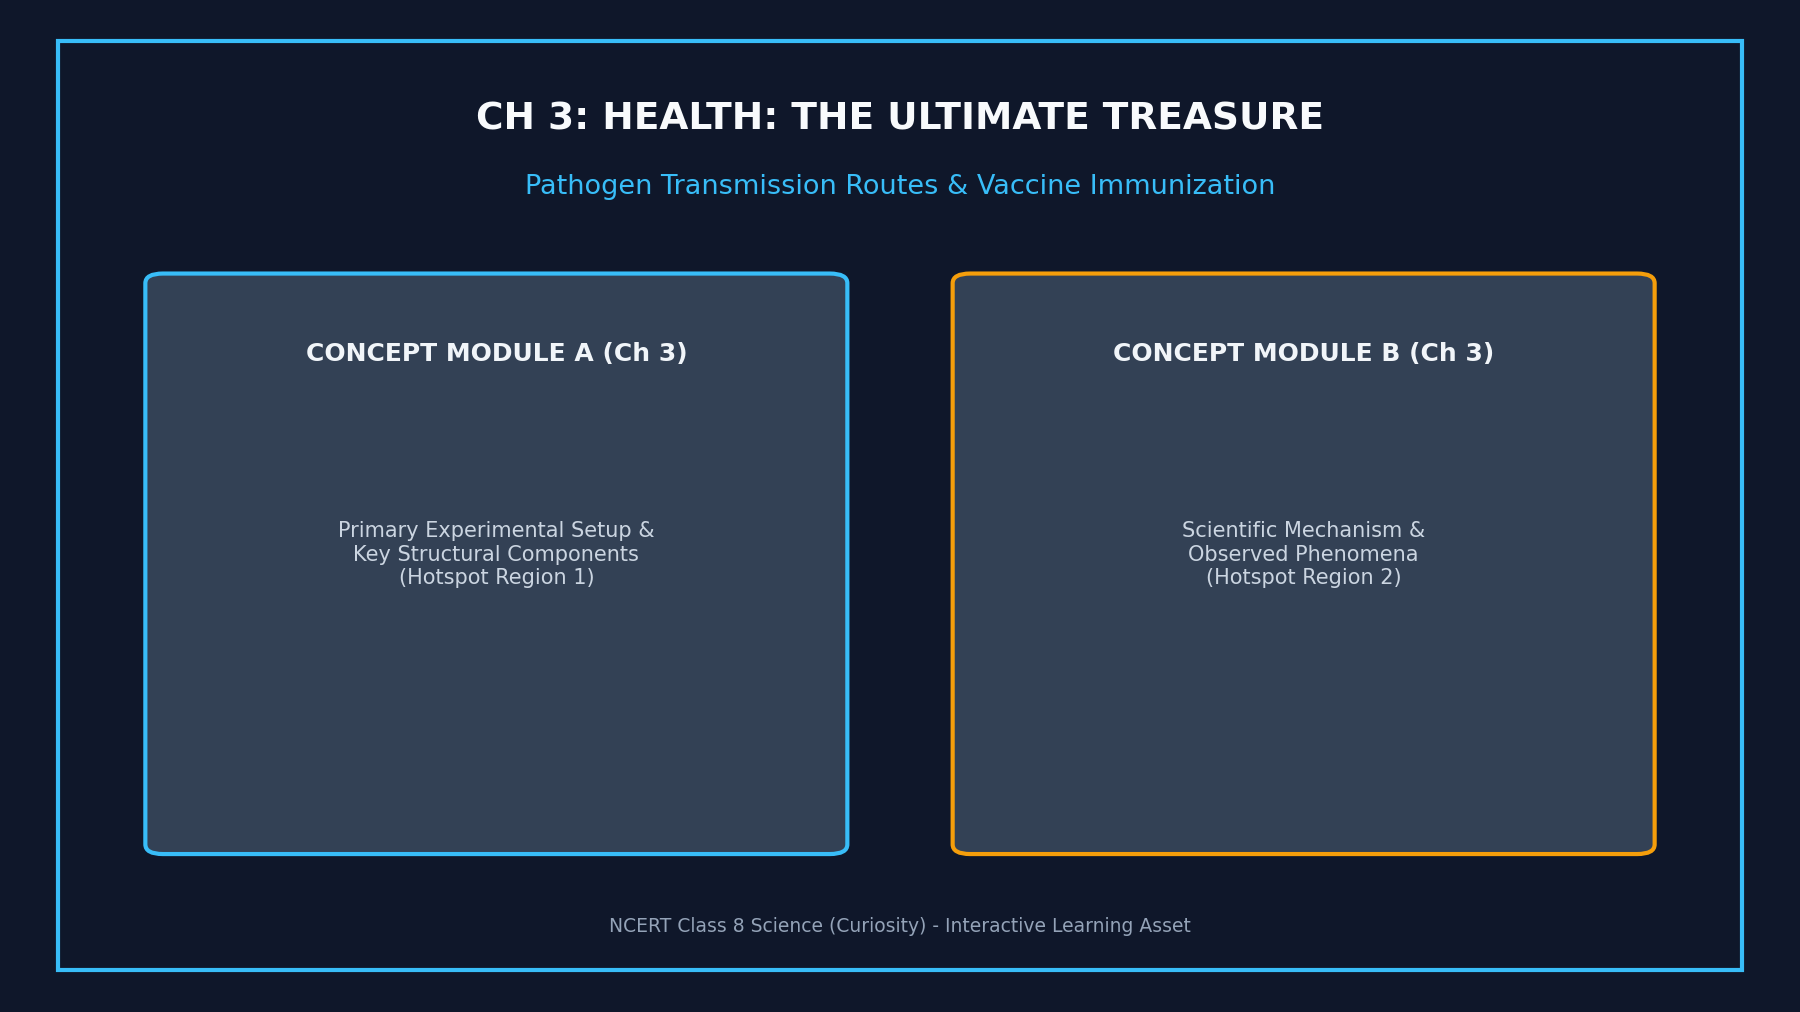 CH 3: HEALTH: THE ULTIMATE TREASURE
Pathogen Transmission Routes & Vaccine Immunization
CONCEPT MODULE A (Ch 3)
Primary Experimental Setup &
Key Structural Components
(Hotspot Region 1)
CONCEPT MODULE B (Ch 3)
Scientific Mechanism &
Observed Phenomena
(Hotspot Region 2)
NCERT Class 8 Science (Curiosity) - Interactive Learning Asset